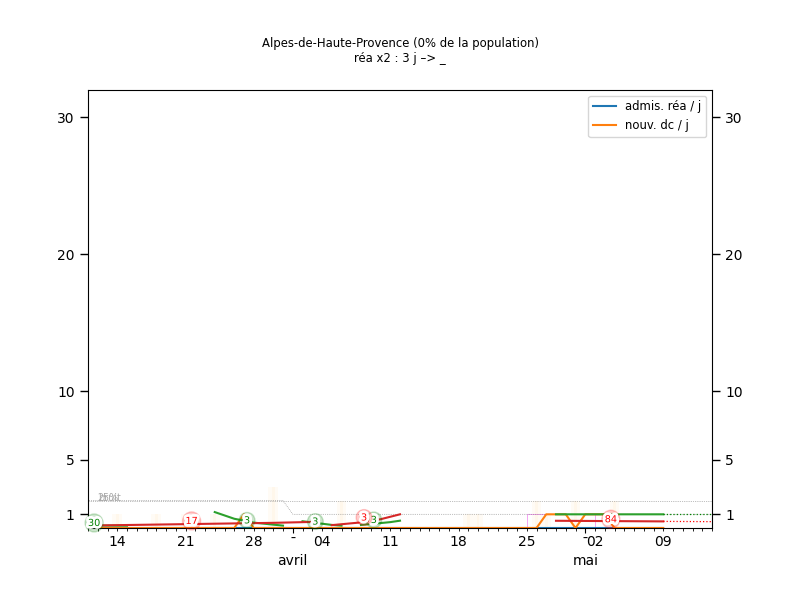 Alpes-de-Haute-Provence (0% de la population)
réa x2 : 3 j –> _
admis. réa / j
nouv. dc / j
30 30
20 20
10 10
5 5
1 1
30 17 3 3 3 3 84
14 21 28 - 04 11 18 25 - 02 09
avril mai